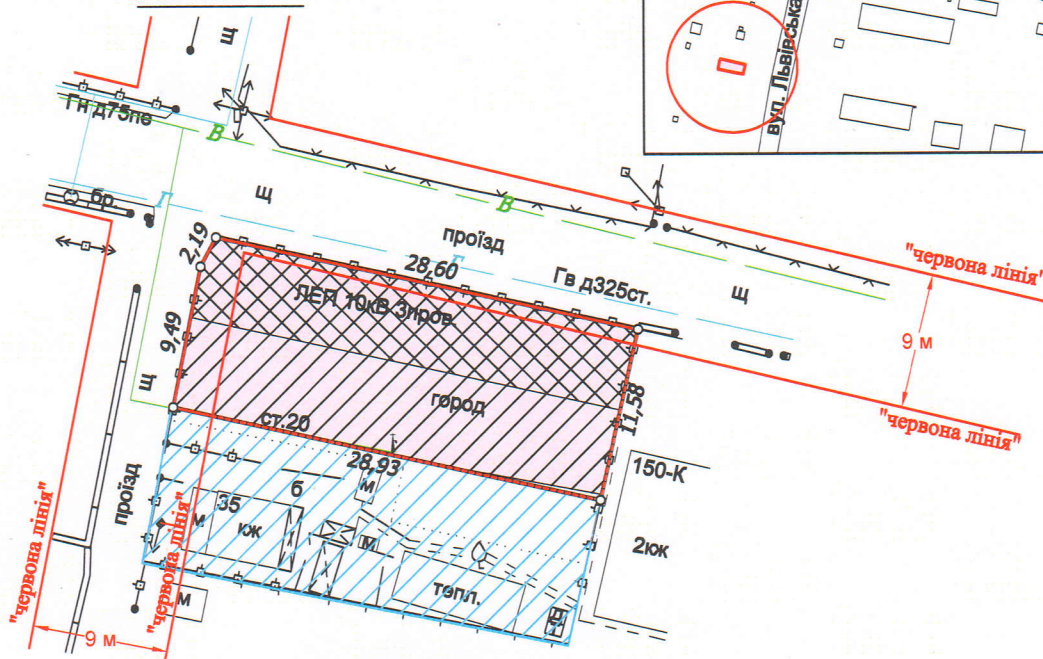 щ
вул. Львівська
Гн д75пе
В
бр.
Г
щ
В
проїзд
Г
Гв д325ст.
щ
"червона лінія"
2,19
28,60
ЛЕП 10кВ 3пров.
9 м
9,49
щ
город
11,58
"червона лінія"
ст.20
28,93
150-К
проїзд
б
м
м
35
кж
м
2кж
тепл.
"червона лінія"
"червона лінія"
м
9 м